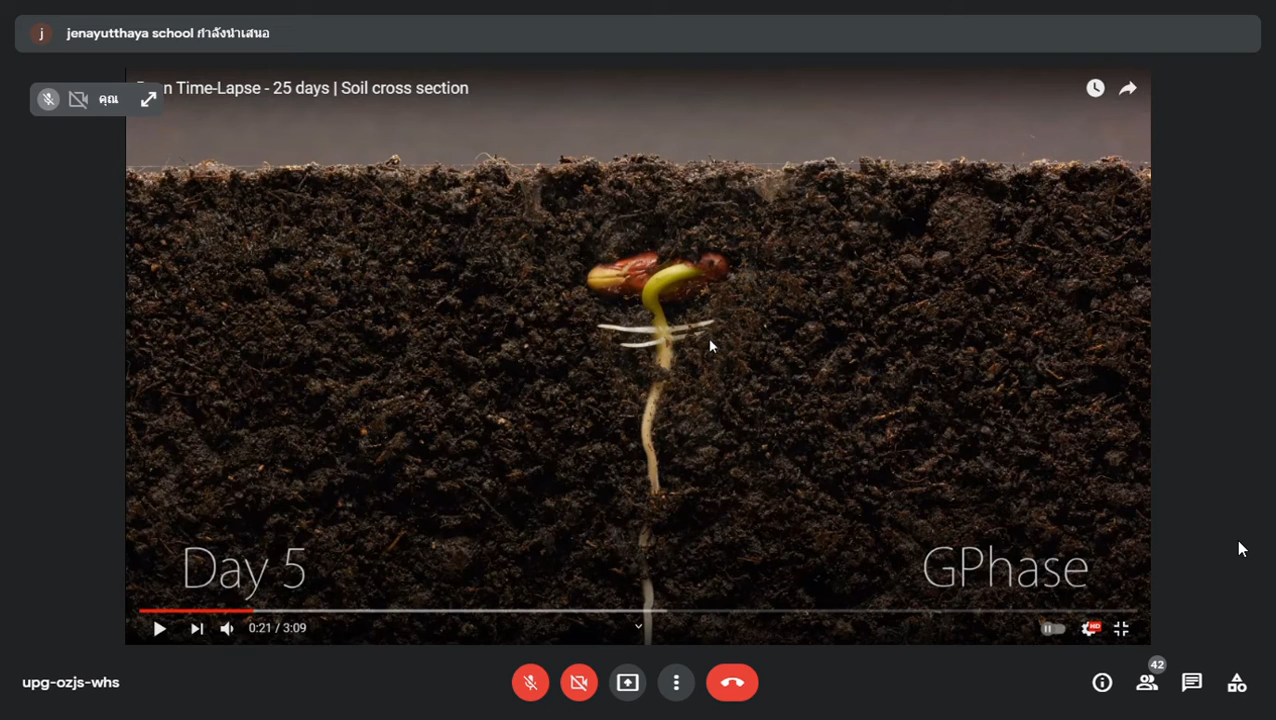 j jenayutthaya school กำลังนำเสนอ
คุณ
n Time-Lapse - 25 days | Soil cross section
Day 5
GPhase
0:21 / 3:09
HD
42
upg-ozjs-whs